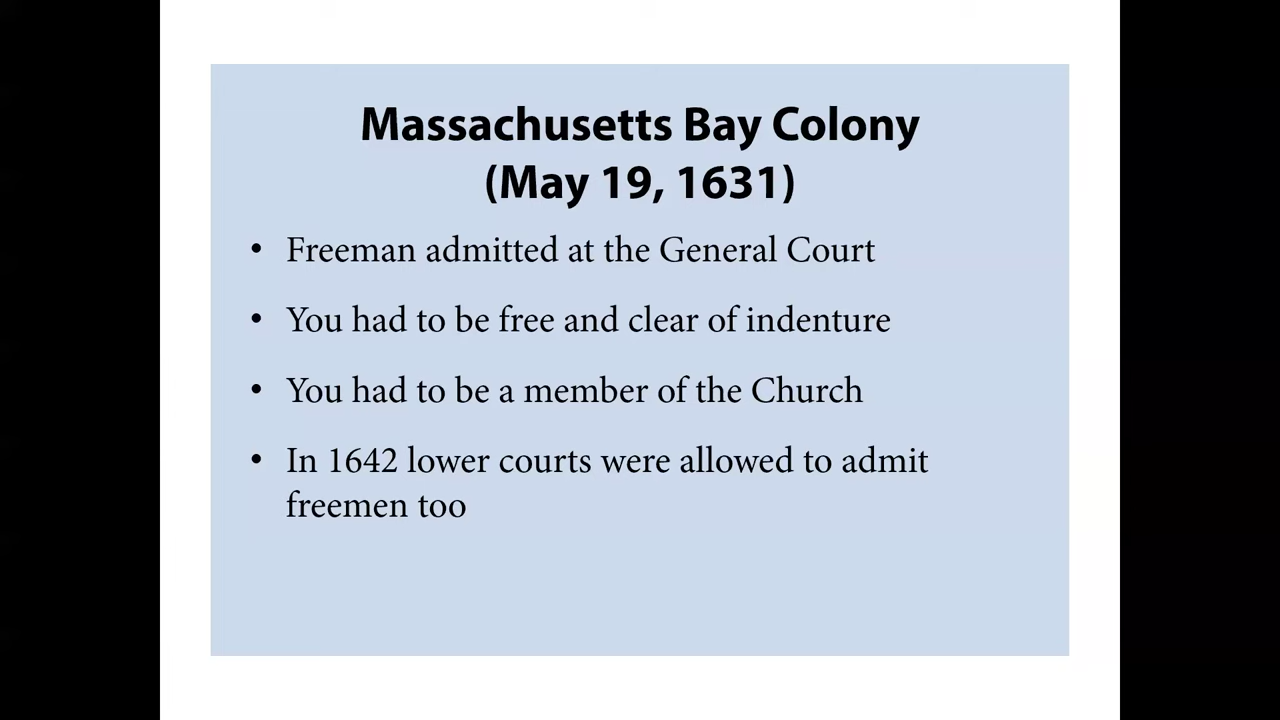 Massachusetts Bay Colony
(May 19, 1631)
• Freeman admitted at the General Court
• You had to be free and clear of indenture
• You had to be a member of the Church
• In 1642 lower courts were allowed to admit
freemen too